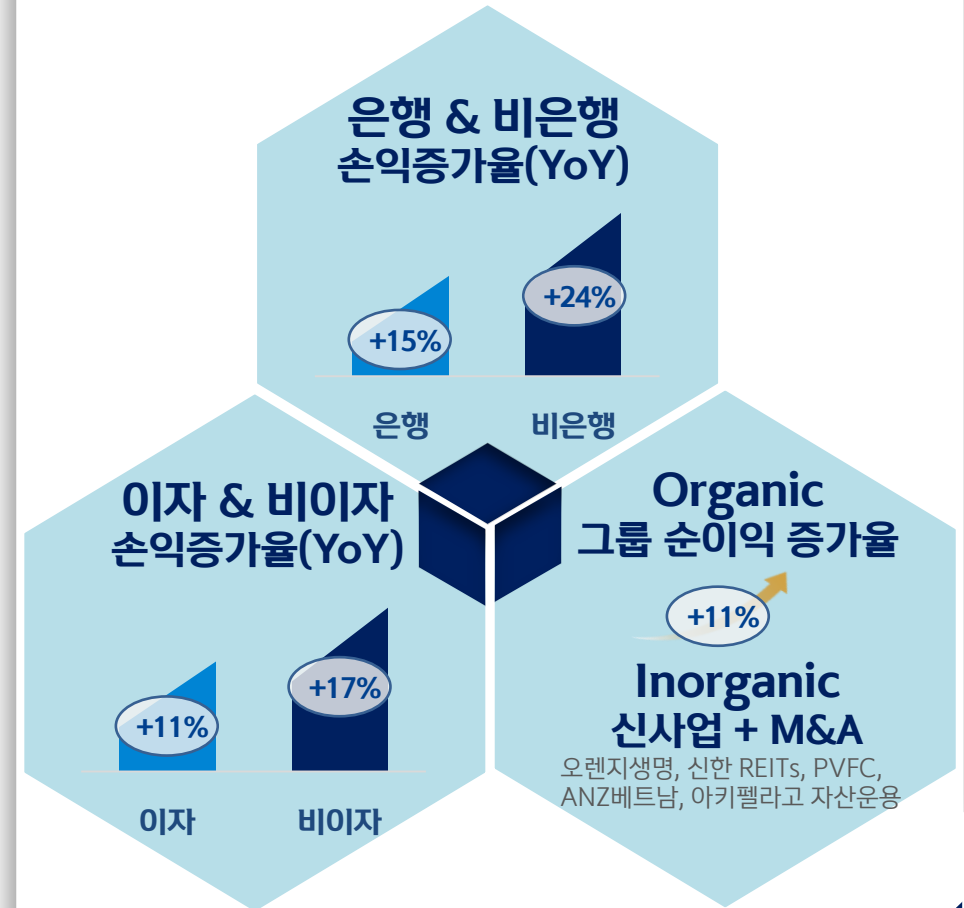 은행 & 비은행
손익증가율(YoY)
+24%
+15%
은행
비은행
이자 & 비이자
손익증가율(YoY)
+17%
+11%
이자
비이자
Organic
그룹 순이익 증가율
+11%
Inorganic
신사업 + M&A
오렌지생명, 신한 REITs, PVFC,
ANZ베트남, 아키펠라고 자산운용